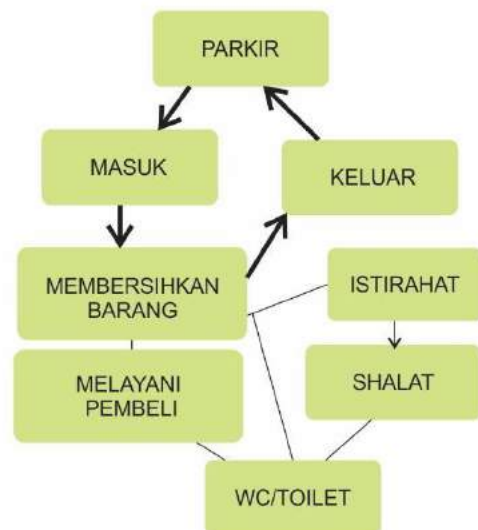 PARKIR
MASUK
KELUAR
MEMBERSIHKAN
BARANG
ISTIRAHAT
MELAYANI
PEMBELI
SHALAT
WC/TOILET